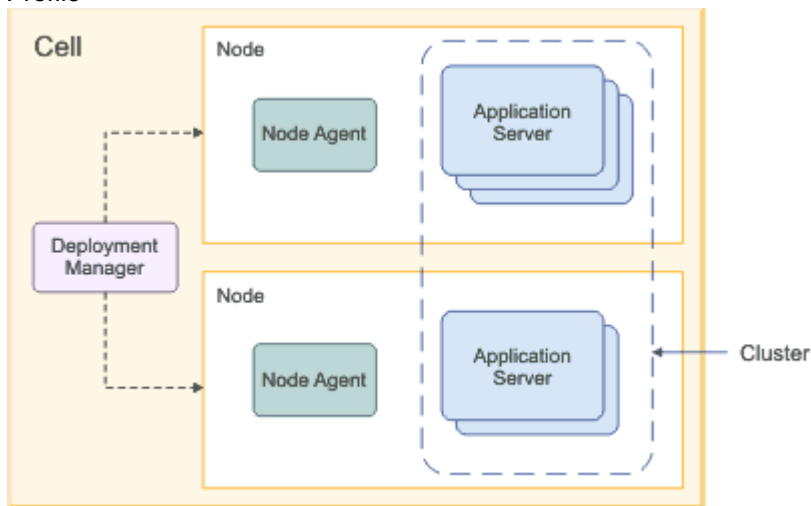 Cell
Node
Node Agent
Application
Server
Deployment
Manager
Node
Node Agent
Application
Server
Cluster